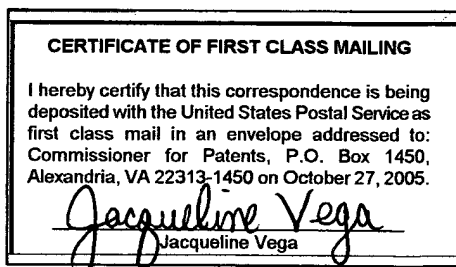 CERTIFICATE OF FIRST CLASS MAILING
I hereby certify that this correspondence is being
deposited with the United States Postal Service as
first class mail in an envelope addressed to:
Commissioner for Patents, P.O. Box 1450,
Alexandria, VA 22313-1450 on October 27, 2005.
Jacqueline Vega
Jacqueline Vega